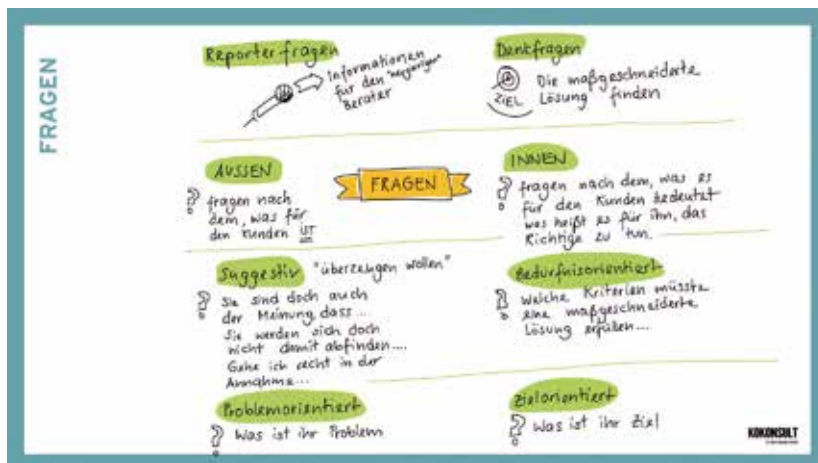 FRAGEN
Reporterfragen
Informationen
für den "neugierigen"
Berater
Denkfragen
ZIEL
Die maßgeschneiderte
Lösung finden
AUSSEN
? fragen nach
dem, was für
den Kunden IST
FRAGEN
INNEN
? fragen nach dem, was es
für den Kunden bedeutet
was heißt es für ihn, das
Richtige zu tun.
Suggestiv "überzeugen wollen"
? Sie sind doch auch
der Meinung dass...
Sie werden sich doch
nicht damit abfinden....
Gehe ich recht in der
Annahme...
Bedürfnisorientiert
? Welche Kriterien müsste
eine maßgeschneiderte
Lösung erfüllen...
Problemorientiert
? Was ist ihr Problem
Zielorientiert
? Was ist ihr Ziel
KOKONSULT